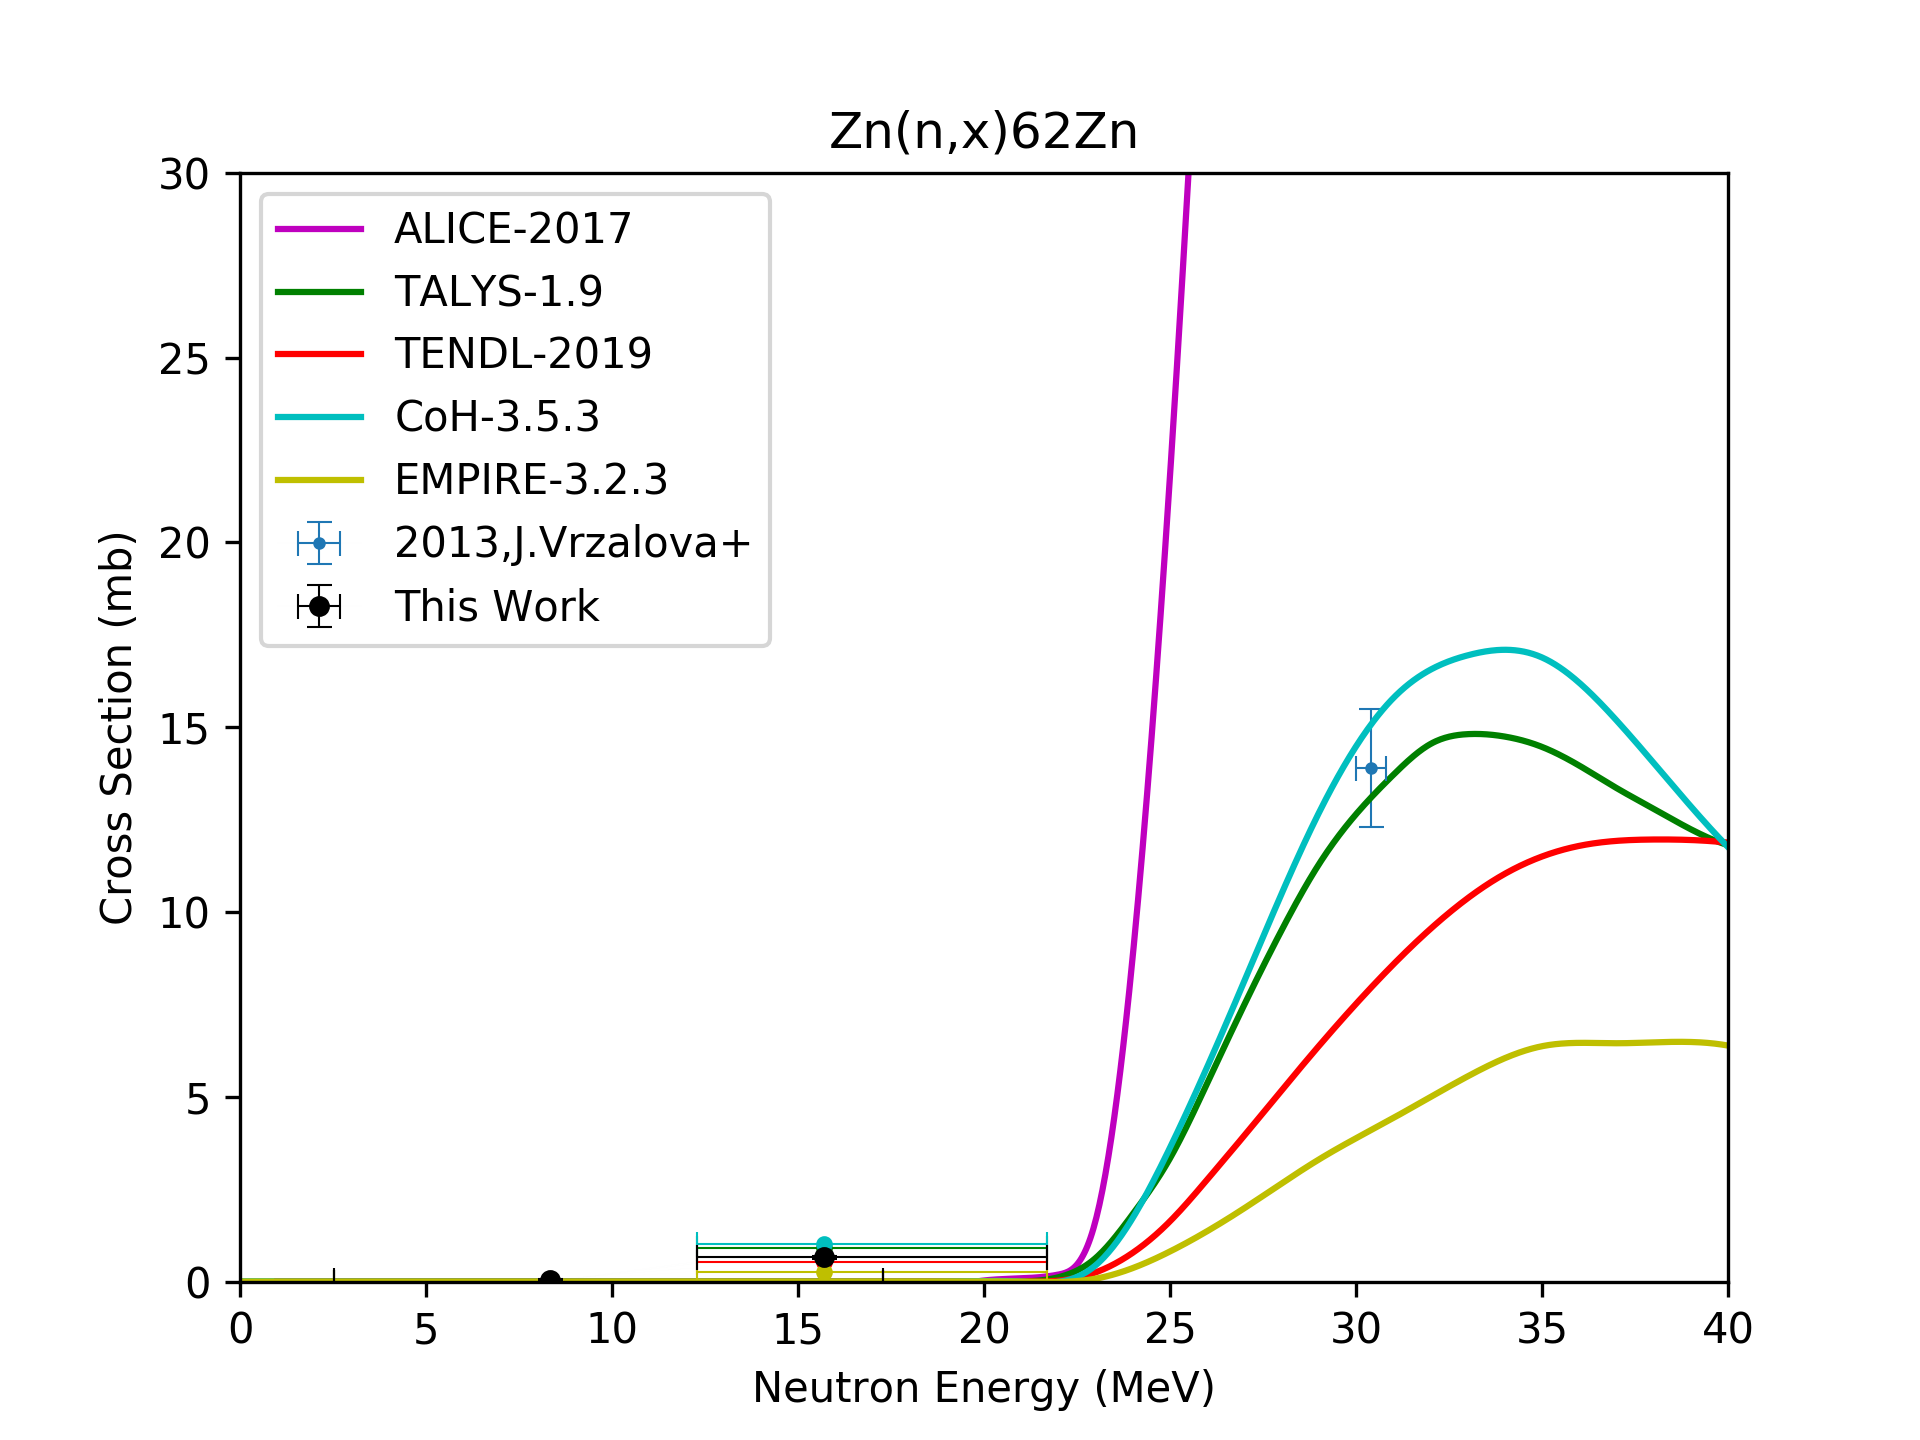 Zn(n,x)62Zn
30
25
20
15
10
5
0
Cross Section (mb)
ALICE-2017
TALYS-1.9
TENDL-2019
CoH-3.5.3
EMPIRE-3.2.3
2013,J.Vrzalova+
This Work
0 5 10 15 20 25 30 35 40
Neutron Energy (MeV)